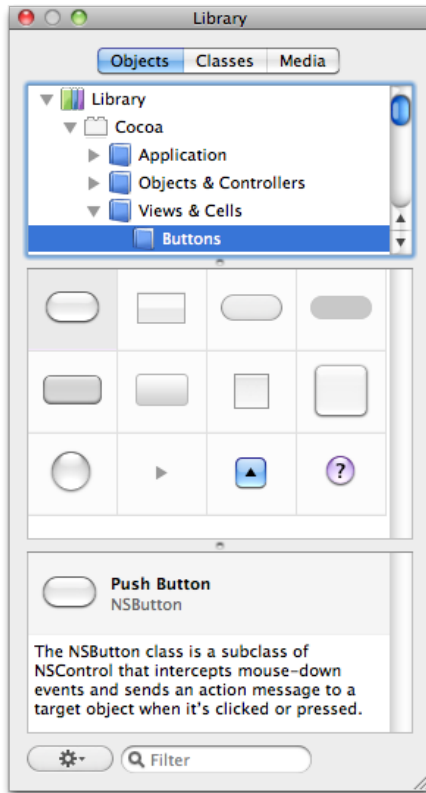 Library
Objects Classes Media
Library
Cocoa
Application
Objects & Controllers
Views & Cells
Buttons
?
Push Button
NSButton
The NSButton class is a subclass of
NSControl that intercepts mouse-down
events and sends an action message to a
target object when it's clicked or pressed.
Filter